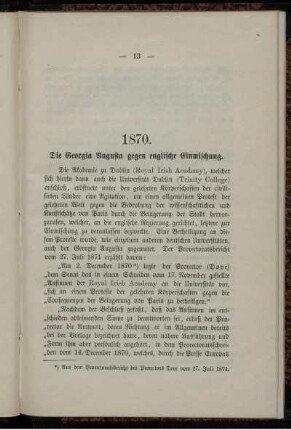 — 13 —
1870.
Die Georgia Augusta gegen englische Einmischung.
Die Akademie zu Dublin (Royal Irish Academy), welcher
sich hierin dann auch die Universität Dublin (Trinity College)
anschloß, eröffnete unter den gelehrten Körperschaften der civili-
sirten Länder eine Agitation, um einen allgemeinen Protest der
gelehrten Welt gegen die Bedrohung der wissenschaftlichen und
Kunstschätze von Paris durch die Belagerung der Stadt hervor-
zurufen, welcher, an die englische Regierung gerichtet, letztere zur
Einmischung zu veranlassen bezweckte. Eine Betheiligung an die-
sem Proteste wurde, wie einigen anderen deutschen Universitäten,
auch der Georgia Augusta zugemuthet. Der Prorectoratsbericht
vom 27. Juli 1871 erzählt davon:
„Am 2. December 1870*) legte der Prorector (Dove)
„dem Senat das in einem Schreiben vom 17. November gestellte
„Ansinnen der Royal Irish Academy an die Universität vor,
„sich an einem Proteste der gelehrten Körperschaften gegen die
„Consequenzen der Belagerung von Paris zu betheiligen.“
„Nachdem der Beschluß gefaßt, daß das Ansinnen im ent-
„schieden ablehnenden Sinne zu beantworten sei, erließ der Pro-
„rector die Antwort, deren Richtung er im Allgemeinen bereits
„bei der Vorlage bezeichnet hatte, deren nähere Ausführung und
„Form ihm aber persönlich in dem Prorectoratsschrei-
„ben vom 14. December 1870, welches, durch die Presse Europas
*) Aus dem Prorectoratsbericht des Prorectors Dove vom 27. Juli 1871.